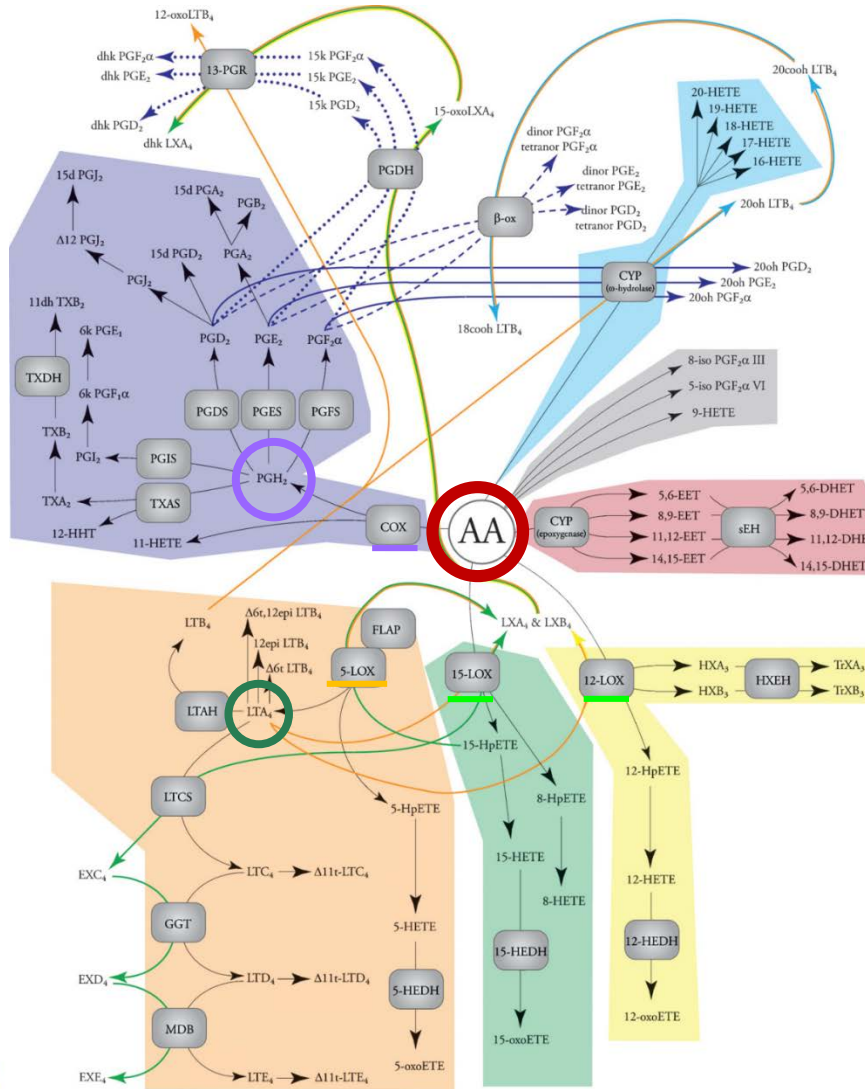 12-oxoLTB₄
dhk PGF₂α
13-PGR
15k PGF₂α
dhk PGE₂
15k PGE₂
15k PGD₂
dhk PGD₂
dhk LXA₄
15-oxoLXA₄
20cooh LTB₄
20-HETE
19-HETE
18-HETE
17-HETE
16-HETE
dinor PGF₂α
tetranor PGF₂α
dinor PGE₂
tetranor PGE₂
dinor PGD₂
tetranor PGD₂
PGDH
β-ox
20oh LTB₄
15d PGJ₂
15d PGA₂
PGB₂
Δ12 PGJ₂
15d PGD₂
PGA₂
PGJ₂
CYP
(ω-hydrolase)
20oh PGD₂
20oh PGE₂
20oh PGF₂α
18cooh LTB₄
11dh TXB₂
6k PGE₁
PGD₂
PGE₂
PGF₂α
TXDH
6k PGF₁α
PGDS
PGES
PGFS
8-iso PGF₂α III
5-iso PGF₂α VI
9-HETE
TXB₂
PGI₂
PGIS
PGH₂
TXA₂
TXAS
12-HHT
11-HETE
COX
AA
CYP
(epoxygenase)
5,6-EET
8,9-EET
11,12-EET
14,15-EET
sEH
5,6-DHET
8,9-DHET
11,12-DHE
14,15-DHET
LTB₄
Δ6t,12epi LTB₄
12epi LTB₄
Δ6t LTB₄
FLAP
5-LOX
LXA₄ & LXB₄
15-LOX
12-LOX
HXA₃
HXB₃
HXEH
TrXA₃
TrXB₃
LTAH
LTA₄
15-HpETE
12-HpETE
LTCS
5-HpETE
8-HpETE
EXC₄
LTC₄
Δ11t-LTC₄
15-HETE
12-HETE
8-HETE
GGT
5-HETE
15-HEDH
12-HEDH
EXD₄
LTD₄
Δ11t-LTD₄
5-HEDH
MDB
15-oxoETE
12-oxoETE
EXE₄
LTE₄
Δ11t-LTE₄
5-oxoETE